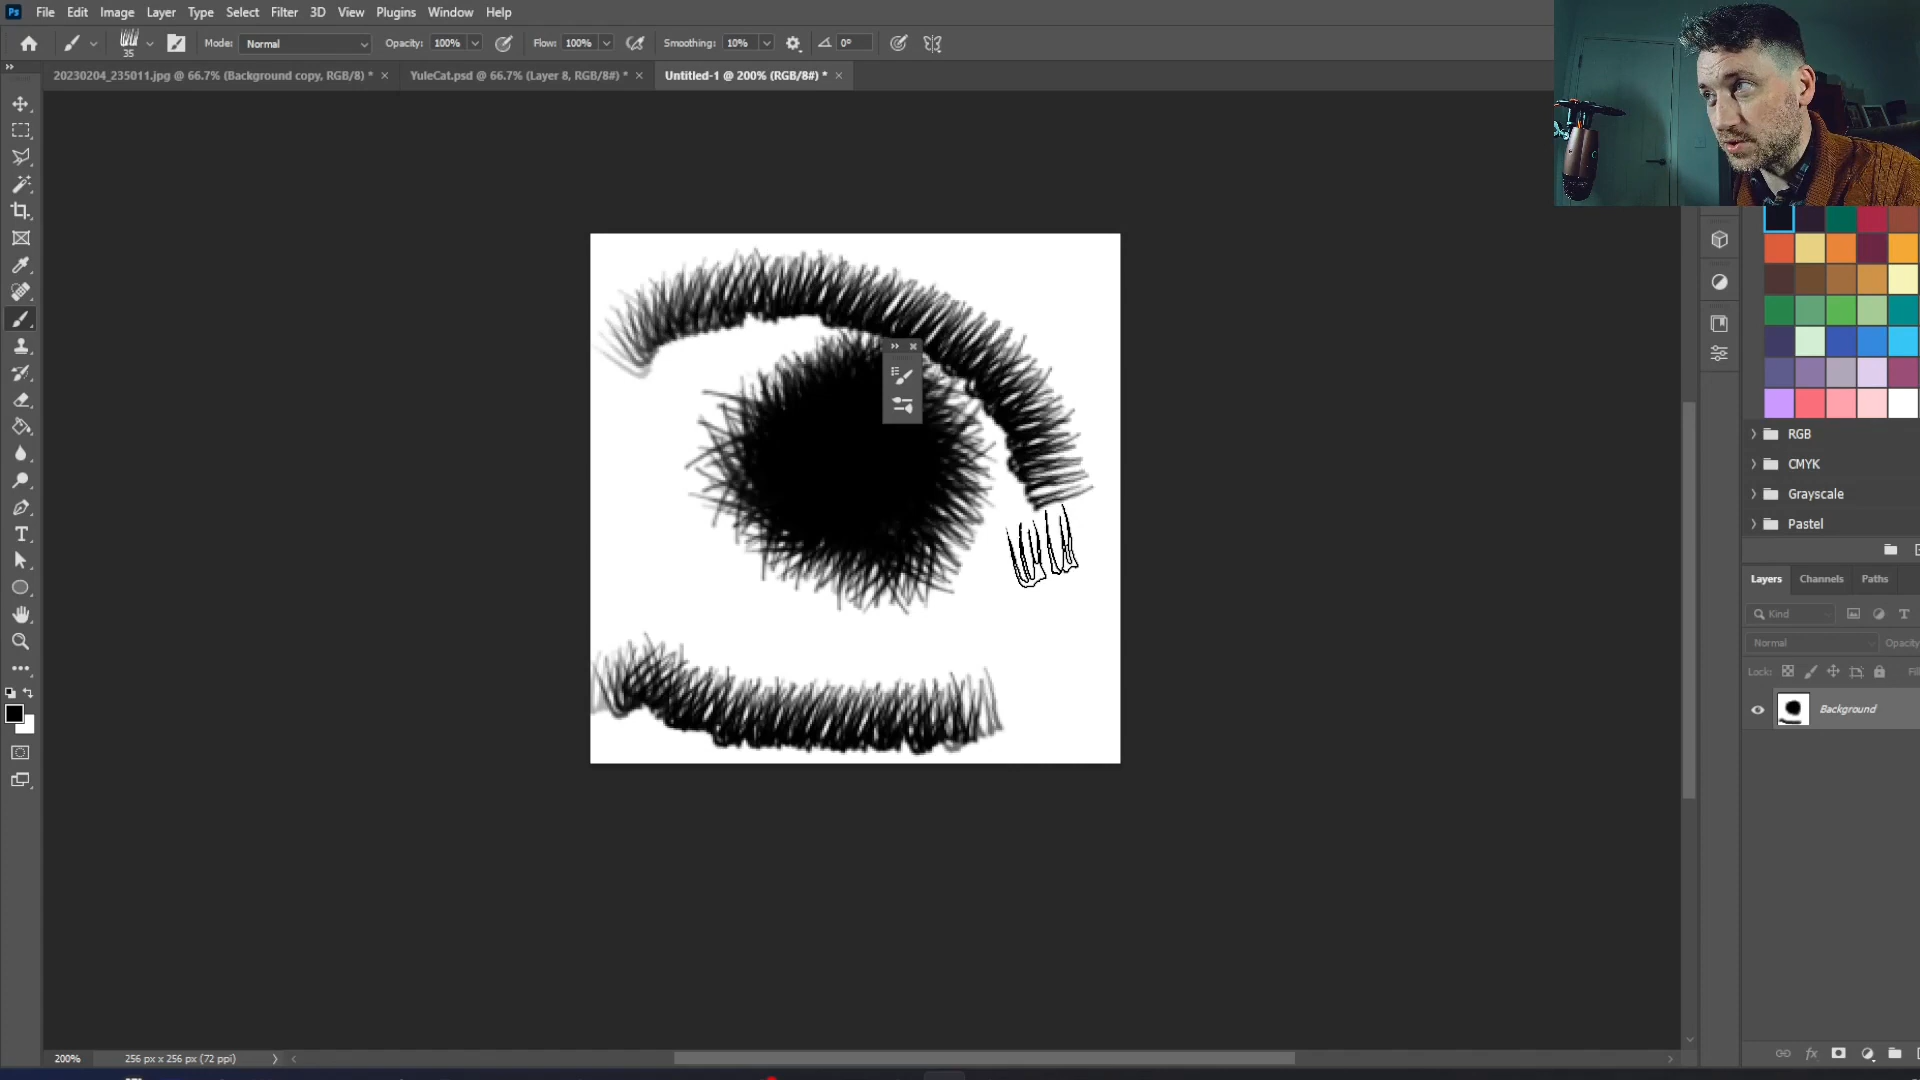 Ps File Edit Image Layer Type Select Filter 3D View Plugins Window Help
35 Mode: Normal Opacity: 100% Flow: 100% Smoothing: 10% 0°
20230204_235011.jpg @ 66.7% (Background copy, RGB/8) * × YuleCat.psd @ 66.7% (Layer 8, RGB/8#) * × Untitled-1 @ 200% (RGB/8#) * ×
RGB
CMYK
Grayscale
Pastel
Layers Channels Paths
Kind
Normal Opacity
Lock: Fil
Background
fx
200% 256 px x 256 px (72 ppi)